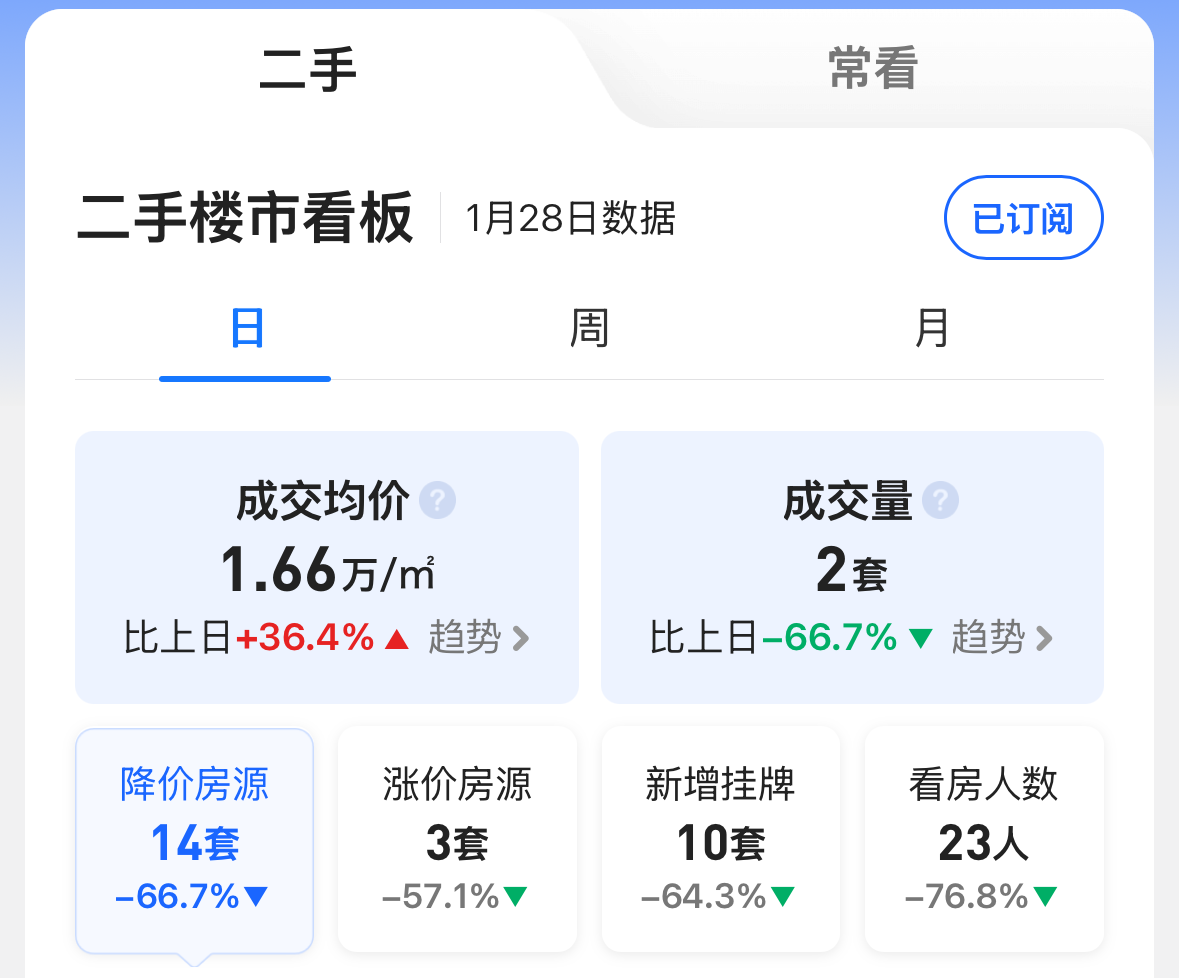 二手
常看
二手楼市看板
1月28日数据
已订阅
日
周
月
成交均价 ?
1.66万/㎡
比上日+36.4%▲ 趋势 >
成交量 ?
2套
比上日-66.7%▼ 趋势 >
降价房源
14套
-66.7%▼
涨价房源
3套
-57.1%▼
新增挂牌
10套
-64.3%▼
看房人数
23人
-76.8%▼